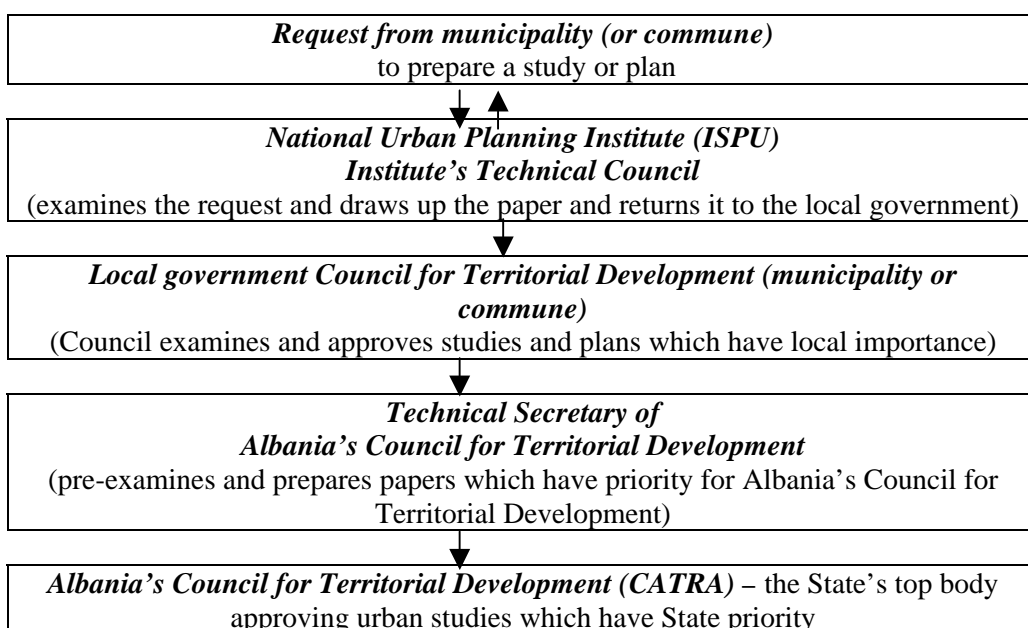 Request from municipality (or commune)
to prepare a study or plan
National Urban Planning Institute (ISPU)
Institute's Technical Council
(examines the request and draws up the paper and returns it to the local government)
Local government Council for Territorial Development (municipality or
commune)
(Council examines and approves studies and plans which have local importance)
Technical Secretary of
Albania's Council for Territorial Development
(pre-examines and prepares papers which have priority for Albania's Council for
Territorial Development)
Albania's Council for Territorial Development (CATRA) – the State's top body
approving urban studies which have State priority